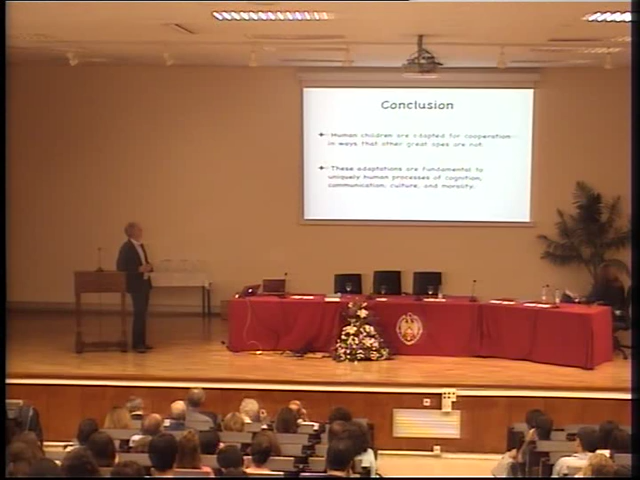 Conclusion
Human children are adapted for cooperation
in ways that other great apes are not.
These adaptations are fundamental to
uniquely human processes of cognition,
communication, culture, and morality.